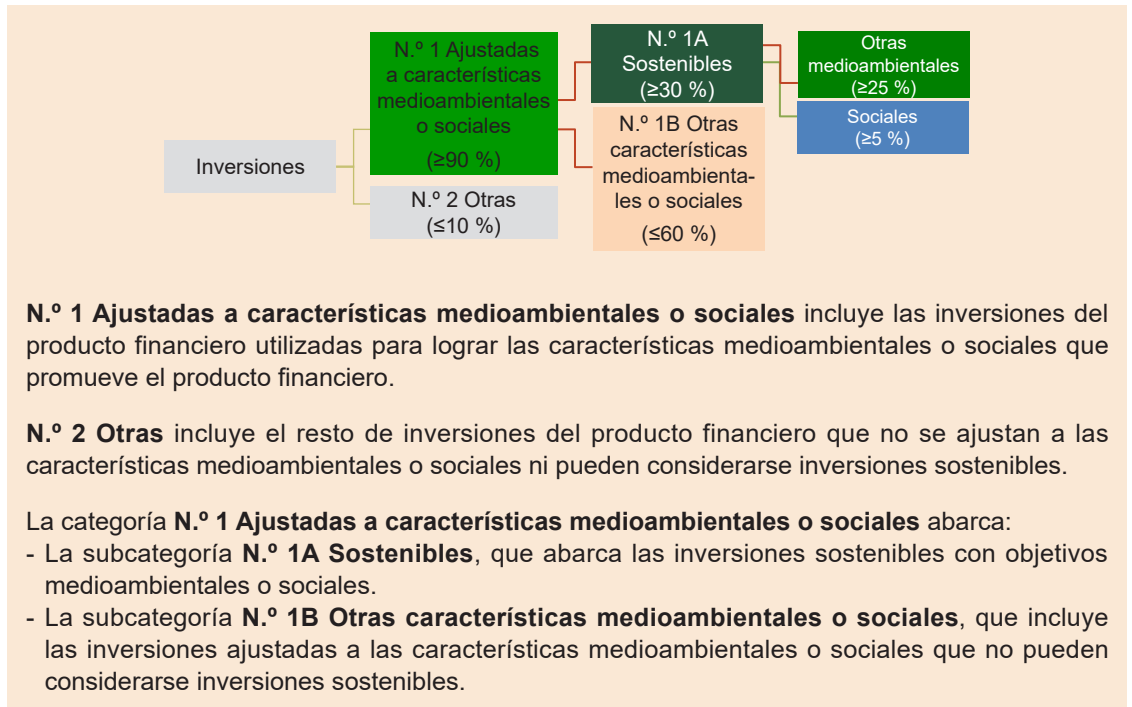 Inversiones
N.º 1 Ajustadas
a características
medioambientales
o sociales
(≥90 %)
N.º 2 Otras
(≤10 %)
N.º 1A
Sostenibles
(≥30 %)
N.º 1B Otras
características
medioambienta-
les o sociales
(≤60 %)
Otras
medioambientales
(≥25 %)
Sociales
(≥5 %)
N.º 1 Ajustadas a características medioambientales o sociales incluye las inversiones del
producto financiero utilizadas para lograr las características medioambientales o sociales que
promueve el producto financiero.
N.º 2 Otras incluye el resto de inversiones del producto financiero que no se ajustan a las
características medioambientales o sociales ni pueden considerarse inversiones sostenibles.
La categoría N.º 1 Ajustadas a características medioambientales o sociales abarca:
- La subcategoría N.º 1A Sostenibles, que abarca las inversiones sostenibles con objetivos
medioambientales o sociales.
- La subcategoría N.º 1B Otras características medioambientales o sociales, que incluye
las inversiones ajustadas a las características medioambientales o sociales que no pueden
considerarse inversiones sostenibles.